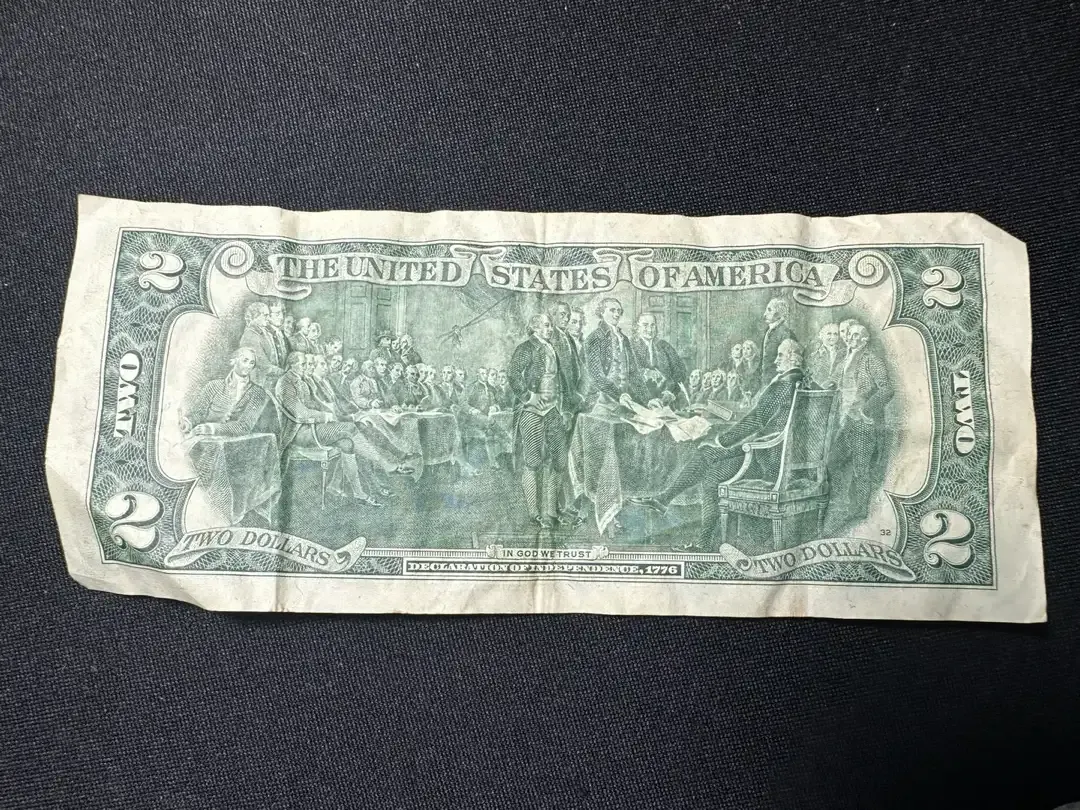 2 THE UNITED STATES OF AMERICA 2
TWO
TWO
2 2
TWO DOLLARS
32
IN GOD WE TRUST
TWO DOLLARS
DECLARATION OF INDEPENDENCE, 1776